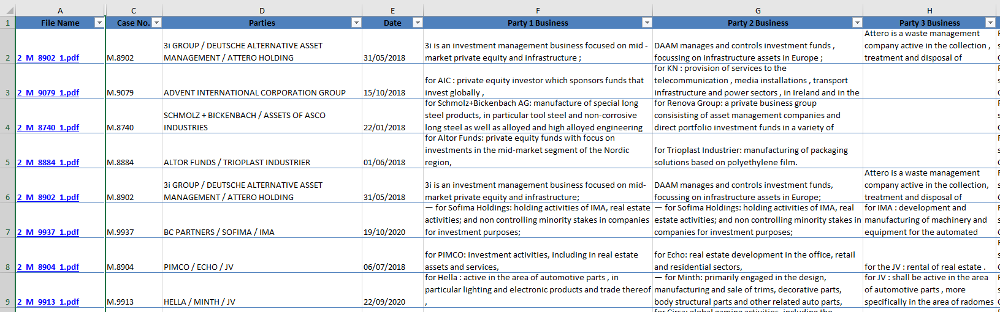 A C D E F G H
1 File Name Case No. Parties Date Party 1 Business Party 2 Business Party 3 Business
2 2_M_8902_1.pdf M.8902
3i GROUP / DEUTSCHE ALTERNATIVE ASSET
MANAGEMENT / ATTERO HOLDING
31/05/2018
3i is an investment management business focused on mid -
market private equity and infrastructure ;
DAAM manages and controls investment funds ,
focussing on infrastructure assets in Europe ;
Attero is a waste management
company active in the collection ,
treatment and disposal of
3 2_M_9079_1.pdf M.9079
ADVENT INTERNATIONAL CORPORATION GROUP
15/10/2018
for AIC : private equity investor which sponsors funds that
invest globally ,
for KN : provision of services to the
telecommunication , media installations , transport
infrastructure and power sectors , in Ireland and in the
4 2_M_8740_1.pdf M.8740
SCHMOLZ + BICKENBACH / ASSETS OF ASCO
INDUSTRIES
22/01/2018
for Schmolz+Bickenbach AG: manufacture of special long
steel products, in particular tool steel and non-corrosive
long steel as well as alloyed and high alloyed engineering
for Renova Group: a private business group
consisiting of asset management companies and
direct portfolio investment funds in a variety of
5 2_M_8884_1.pdf M.8884
ALTOR FUNDS / TRIOPLAST INDUSTRIER
01/06/2018
for Altor Funds: private equity funds with focus on
investments in the mid-market segment of the Nordic
region,
for Trioplast Industrier: manufacturing of packaging
solutions based on polyethylene film.
6 2_M_8902_1.pdf M.8902
3i GROUP / DEUTSCHE ALTERNATIVE ASSET
MANAGEMENT / ATTERO HOLDING
31/05/2018
3i is an investment management business focused on mid-
market private equity and infrastructure;
DAAM manages and controls investment funds,
focussing on infrastructure assets in Europe;
Attero is a waste management
company active in the collection,
treatment and disposal of
7 2_M_9937_1.pdf M.9937
BC PARTNERS / SOFIMA / IMA
19/10/2020
— for Sofima Holdings: holding activities of IMA, real estate
activities; and non controlling minority stakes in companies
for investment purposes;
— for Sofima Holdings: holding activities of IMA, real
estate activities; and non controlling minority stakes in
companies for investment purposes;
for IMA : development and
manufacturing of machinery and
equipment for the automated
8 2_M_8904_1.pdf M.8904
PIMCO / ECHO / JV
06/07/2018
for PIMCO: investment activities, including in real estate
assets and services,
for Echo: real estate development in the office, retail
and residential sectors,
for the JV : rental of real estate .
9 2_M_9913_1.pdf M.9913
HELLA / MINTH / JV
22/09/2020
for Hella : active in the area of automotive parts , in
particular lighting and electronic products and trade thereof
,
— for Minth: primarily engaged in the design,
manufacturing and sale of trims, decorative parts,
body structural parts and other related auto parts,
for JV : shall be active in the area
of automotive parts , more
specifically in the area of radomes
for Cirsa: global gaming activities, including the